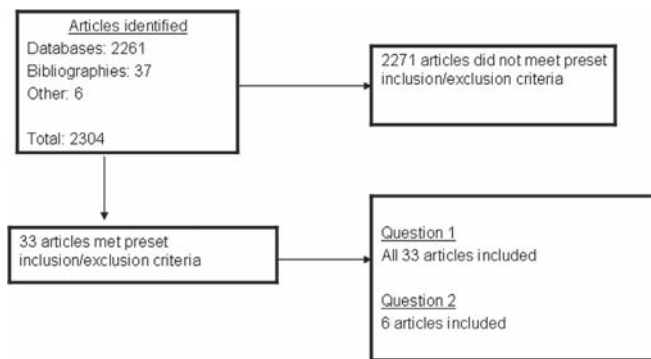 Articles identified
Databases: 2261
Bibliographies: 37
Other: 6
Total: 2304
2271 articles did not meet preset
inclusion/exclusion criteria
33 articles met preset
inclusion/exclusion criteria
Question 1
All 33 articles included
Question 2
6 articles included